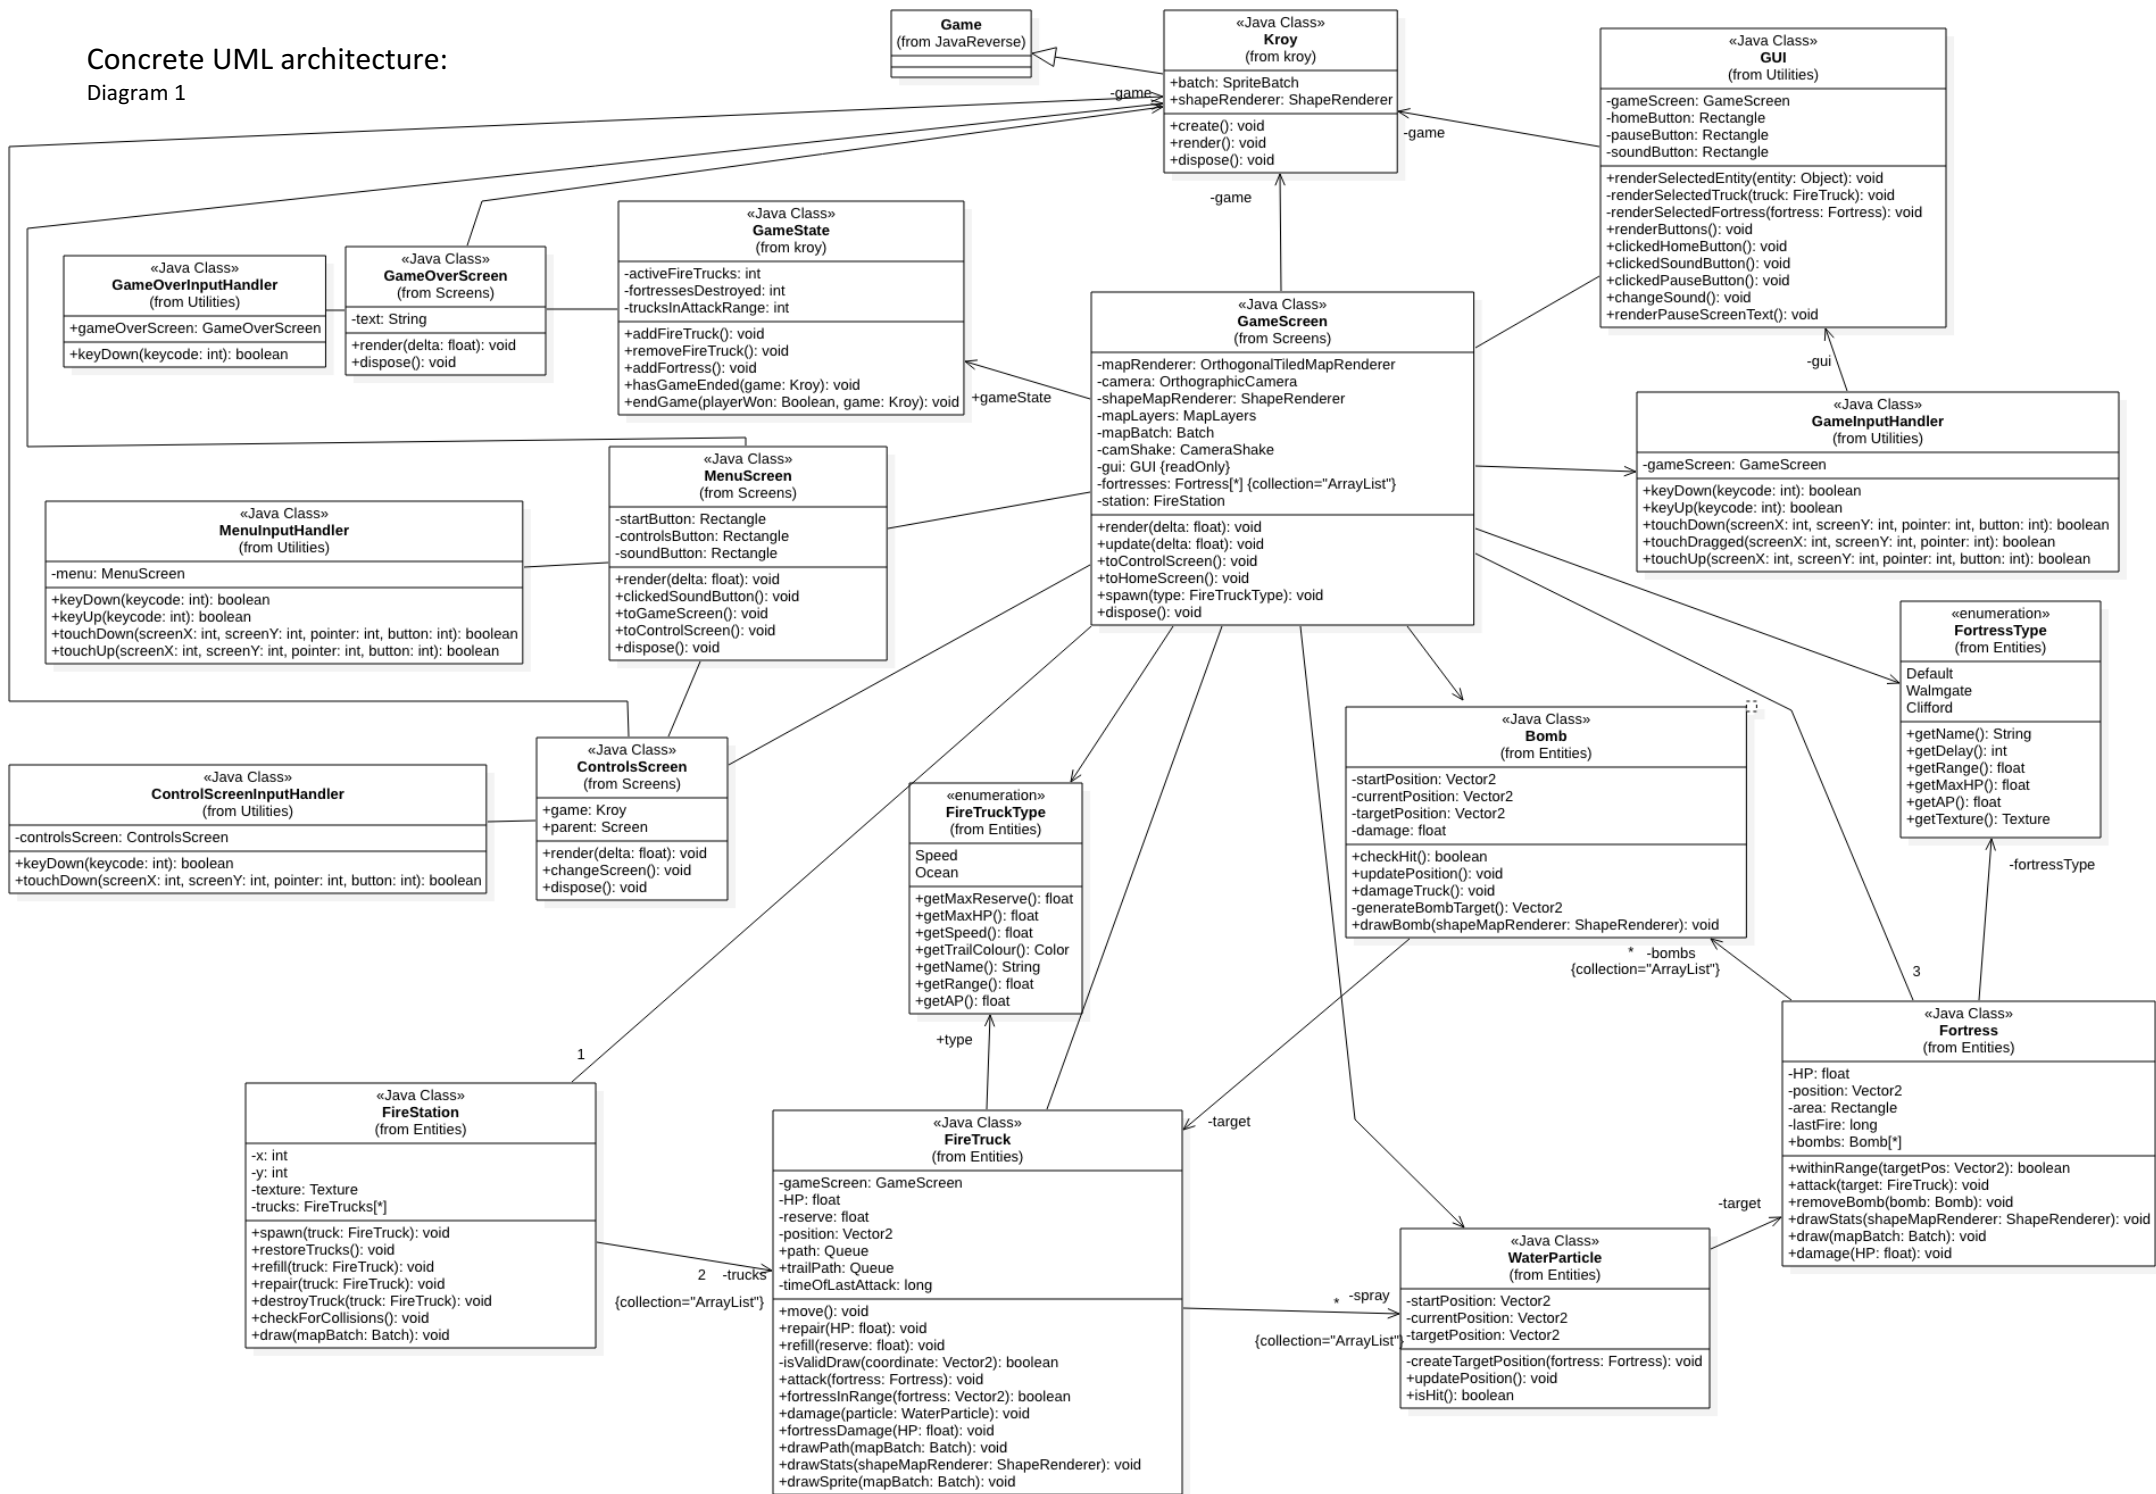 Concrete UML architecture:
Diagram 1
Game
(from JavaReverse)
«Java Class»
Kroy
(from kroy)
+batch: SpriteBatch
+shapeRenderer: ShapeRenderer
+create(): void
+render(): void
+dispose(): void
«Java Class»
GUI
(from Utilities)
-gameScreen: GameScreen
-homeButton: Rectangle
-pauseButton: Rectangle
-soundButton: Rectangle
+renderSelectedEntity(entity: Object): void
-renderSelectedTruck(truck: FireTruck): void
-renderSelectedFortress(fortress: Fortress): void
+renderButtons(): void
+clickedHomeButton(): void
+clickedSoundButton(): void
+clickedPauseButton(): void
+changeSound(): void
+renderPauseScreenText(): void
-game
-game
-game
«Java Class»
GameOverInputHandler
(from Utilities)
+gameOverScreen: GameOverScreen
+keyDown(keycode: int): boolean
«Java Class»
GameOverScreen
(from Screens)
-text: String
+render(delta: float): void
+dispose(): void
«Java Class»
GameState
(from kroy)
-activeFireTrucks: int
-fortressesDestroyed: int
-trucksInAttackRange: int
+addFireTruck(): void
+removeFireTruck(): void
+addFortress(): void
+hasGameEnded(game: Kroy): void
+endGame(playerWon: Boolean, game: Kroy): void
+gameState
«Java Class»
GameScreen
(from Screens)
-mapRenderer: OrthogonalTiledMapRenderer
-camera: OrthographicCamera
-shapeMapRenderer: ShapeRenderer
-mapLayers: MapLayers
-mapBatch: Batch
-camShake: CameraShake
-gui: GUI {readOnly}
-fortresses: Fortress[*] {collection="ArrayList"}
-station: FireStation
+render(delta: float): void
+update(delta: float): void
+toControlScreen(): void
+toHomeScreen(): void
+spawn(type: FireTruckType): void
+dispose(): void
-gui
«Java Class»
GameInputHandler
(from Utilities)
-gameScreen: GameScreen
+keyDown(keycode: int): boolean
+keyUp(keycode: int): boolean
+touchDown(screenX: int, screenY: int, pointer: int, button: int): boolean
+touchDragged(screenX: int, screenY: int, pointer: int): boolean
+touchUp(screenX: int, screenY: int, pointer: int, button: int): boolean
«Java Class»
MenuInputHandler
(from Utilities)
-menu: MenuScreen
+keyDown(keycode: int): boolean
+keyUp(keycode: int): boolean
+touchDown(screenX: int, screenY: int, pointer: int, button: int): boolean
+touchUp(screenX: int, screenY: int, pointer: int, button: int): boolean
«Java Class»
MenuScreen
(from Screens)
-startButton: Rectangle
-controlsButton: Rectangle
-soundButton: Rectangle
+render(delta: float): void
+clickedSoundButton(): void
+toGameScreen(): void
+toControlScreen(): void
+dispose(): void
«enumeration»
FortressType
(from Entities)
Default
Walmgate
Clifford
+getName(): String
+getDelay(): int
+getRange(): float
+getMaxHP(): float
+getAP(): float
+getTexture(): Texture
«Java Class»
ControlScreenInputHandler
(from Utilities)
-controlsScreen: ControlsScreen
+keyDown(keycode: int): boolean
+touchDown(screenX: int, screenY: int, pointer: int, button: int): boolean
«Java Class»
ControlsScreen
(from Screens)
+game: Kroy
+parent: Screen
+render(delta: float): void
+changeScreen(): void
+dispose(): void
«enumeration»
FireTruckType
(from Entities)
Speed
Ocean
+getMaxReserve(): float
+getMaxHP(): float
+getSpeed(): float
+getTrailColour(): Color
+getName(): String
+getRange(): float
+getAP(): float
«Java Class»
Bomb
(from Entities)
-startPosition: Vector2
-currentPosition: Vector2
-targetPosition: Vector2
-damage: float
+checkHit(): boolean
+updatePosition(): void
+damageTruck(): void
-generateBombTarget(): Vector2
+drawBomb(shapeMapRenderer: ShapeRenderer): void
-fortressType
* -bombs
{collection="ArrayList"}
3
+type
1
«Java Class»
Fortress
(from Entities)
-HP: float
-position: Vector2
-area: Rectangle
-lastFire: long
+bombs: Bomb[*]
+withinRange(targetPos: Vector2): boolean
+attack(target: FireTruck): void
+removeBomb(bomb: Bomb): void
+drawStats(shapeMapRenderer: ShapeRenderer): void
+draw(mapBatch: Batch): void
+damage(HP: float): void
«Java Class»
FireStation
(from Entities)
-x: int
-y: int
-texture: Texture
-trucks: FireTrucks[*]
+spawn(truck: FireTruck): void
+restoreTrucks(): void
+refill(truck: FireTruck): void
+repair(truck: FireTruck): void
+destroyTruck(truck: FireTruck): void
+checkForCollisions(): void
+draw(mapBatch: Batch): void
2 -trucks
{collection="ArrayList"}
«Java Class»
FireTruck
(from Entities)
-gameScreen: GameScreen
-HP: float
-reserve: float
-position: Vector2
+path: Queue
+trailPath: Queue
-timeOfLastAttack: long
+move(): void
+repair(HP: float): void
+refill(reserve: float): void
-isValidDraw(coordinate: Vector2): boolean
+attack(fortress: Fortress): void
+fortressInRange(fortress: Vector2): boolean
+damage(particle: WaterParticle): void
+fortressDamage(HP: float): void
+drawPath(mapBatch: Batch): void
+drawStats(shapeMapRenderer: ShapeRenderer): void
+drawSprite(mapBatch: Batch): void
-target
-target
* -spray
{collection="ArrayList"}
«Java Class»
WaterParticle
(from Entities)
-startPosition: Vector2
-currentPosition: Vector2
-targetPosition: Vector2
-createTargetPosition(fortress: Fortress): void
+updatePosition(): void
+isHit(): boolean